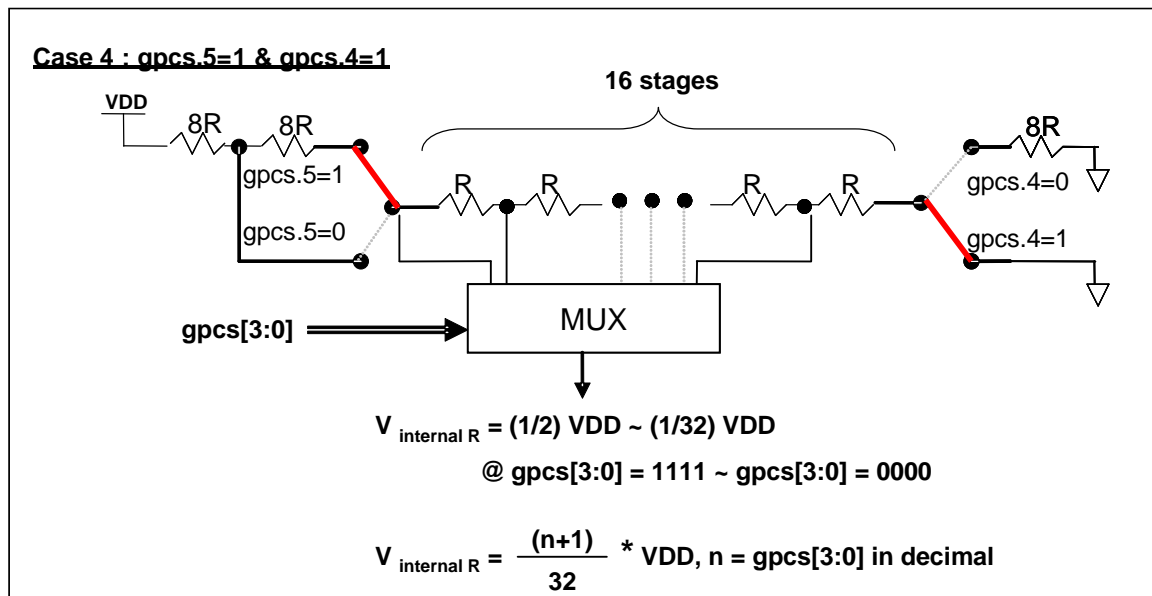 Case 4 : gpcs.5=1 & gpcs.4=1
16 stages
VDD
8R
8R
8R
gpcs.5=1
R
R
R
R
gpcs.4=0
gpcs.5=0
gpcs.4=1
MUX
gpcs[3:0]
V internal R = (1/2) VDD ~ (1/32) VDD
@ gpcs[3:0] = 1111 ~ gpcs[3:0] = 0000
V internal R = (n+1) / 32 * VDD, n = gpcs[3:0] in decimal